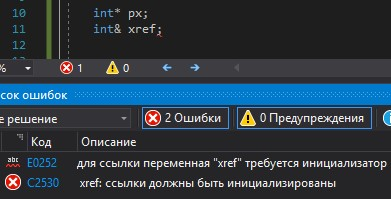 10
11 int* px;
12 int& xref;
% 1 0
сок ошибок
е решение 2 Ошибки 0 Предупреждения
Код Описание
abc E0252 для ссылки переменная "xref" требуется инициализатор
C2530 xref: ссылки должны быть инициализированы